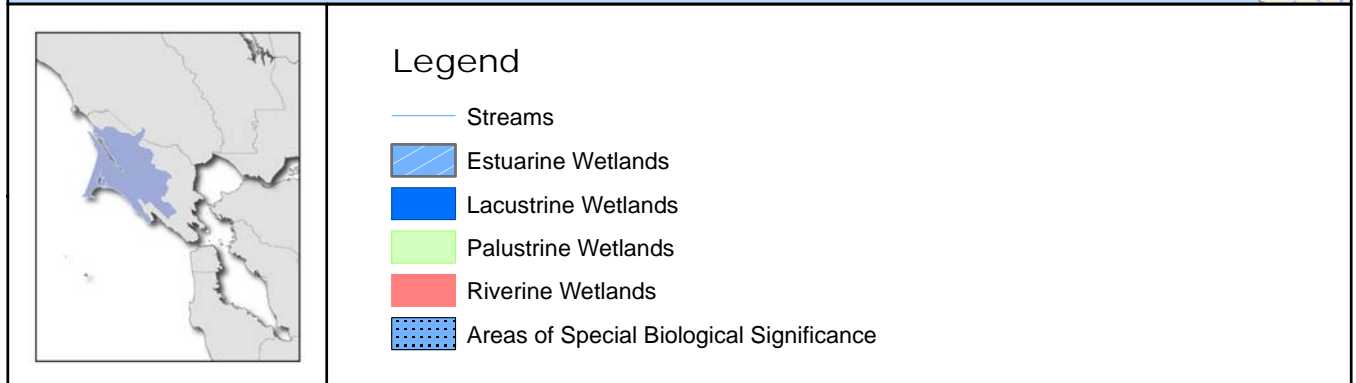 Legend
Streams
Estuarine Wetlands
Lacustrine Wetlands
Palustrine Wetlands
Riverine Wetlands
Areas of Special Biological Significance